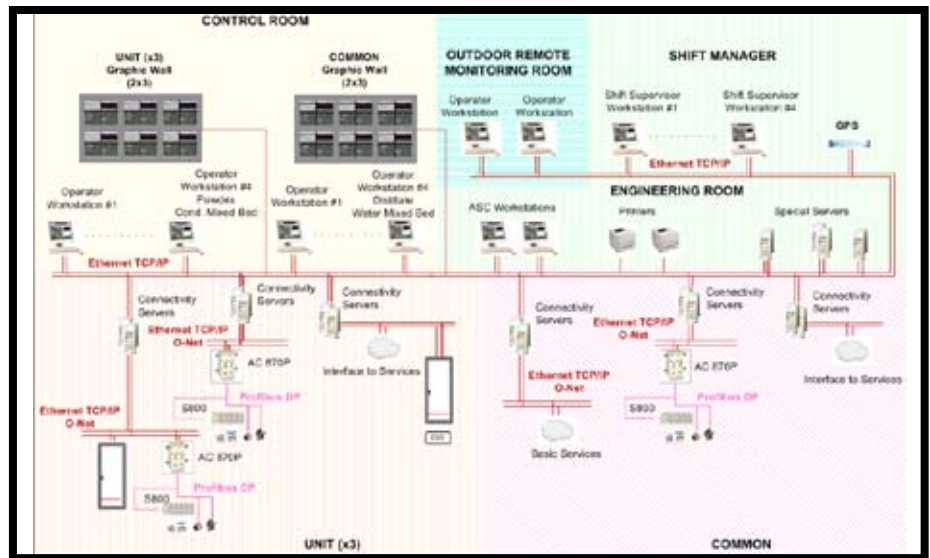 CONTROL ROOM
UNIT (x3)
Graphic Wall
(2x3)
COMMON
Graphic Wall
(2x3)
OUTDOOR REMOTE
MONITORING ROOM
SHIFT MANAGER
Operator
Workstation
Operator
Workstation
Shift Supervisor
Workstation #1
Shift Supervisor
Workstation #4
GPS
Ethernet TCP/IP
Operator
Workstation #1
Operator
Workstation #4
Powdex
Cond. Mixed Bed
Operator
Workstation #1
Operator
Workstation #4
Distillate
Water Mixed Bed
ENGINEERING ROOM
ASC Workstations
Printers
Special Servers
Ethernet TCP/IP
Connectivity
Servers
Connectivity
Servers
Connectivity
Servers
Connectivity
Servers
Connectivity
Servers
Connectivity
Servers
Ethernet TCP/IP
O-Net
Ethernet TCP/IP
O-Net
AC 870P
Interface to Services
AC 870P
Interface to Services
Ethernet TCP/IP
O-Net
Profibus DP
S800
Profibus DP
S800
Ethernet TCP/IP
O-Net
Basic Services
AC 870P
Profibus DP
S800
UNIT (x3)
COMMON